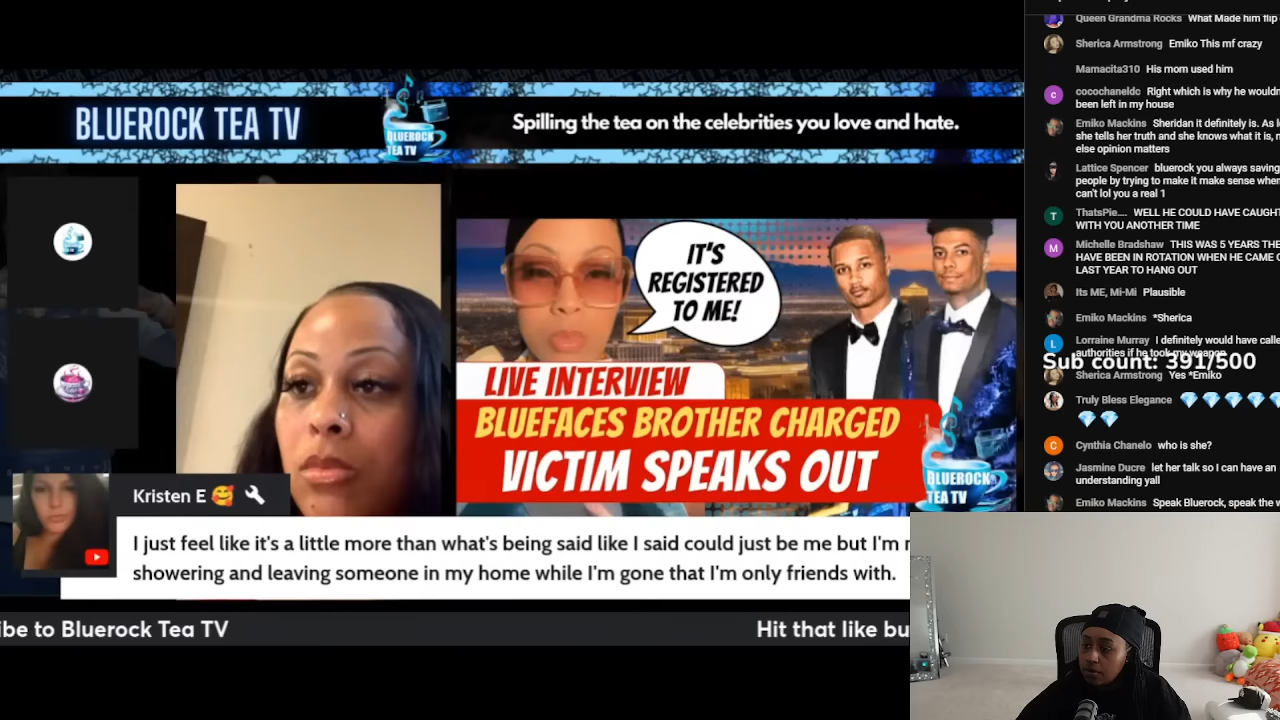 BLUEROCK TEA TV
BLUEROCK
TEA TV
Spilling the tea on the celebrities you love and hate.
IT'S
REGISTERED
TO ME!
LIVE INTERVIEW
BLUEFACES BROTHER CHARGED
VICTIM SPEAKS OUT
BLUEROCK
TEA TV
Kristen E 🥰 🔧
I just feel like it's a little more than what's being said like I said could just be me but I'm
showering and leaving someone in my home while I'm gone that I'm only friends with.
ibe to Bluerock Tea TV
Hit that like bu
Queen Grandma Rocks What Made him flip
Sherica Armstrong Emiko This mf crazy
Mamacita310 His mom used him
cocochaneldc Right which is why he wouldn
been left in my house
Emiko Mackins Sheridan it definitely is. As
she tells her truth and she knows what it is,
else opinion matters
Lattice Spencer bluerock you always saving
people by trying to make it make sense when
can't lol you a real 1
ThatsPie.... WELL HE COULD HAVE CAUGHT
WITH YOU ANOTHER TIME
Michelle Bradshaw THIS WAS 5 YEARS THE
HAVE BEEN IN ROTATION WHEN HE CAME
LAST YEAR TO HANG OUT
Its ME, Mi-Mi Plausible
Emiko Mackins *Sherica
Lorraine Murray I definitely would have calle
authorities if he took my weapon
Sub count: 391/500
Sherica Armstrong Yes *Emiko
Truly Bless Elegance 💎💎💎💎💎
💎💎
Cynthia Chanelo who is she?
Jasmine Ducre let her talk so I can have an
understanding yall
Emiko Mackins Speak Bluerock, speak the